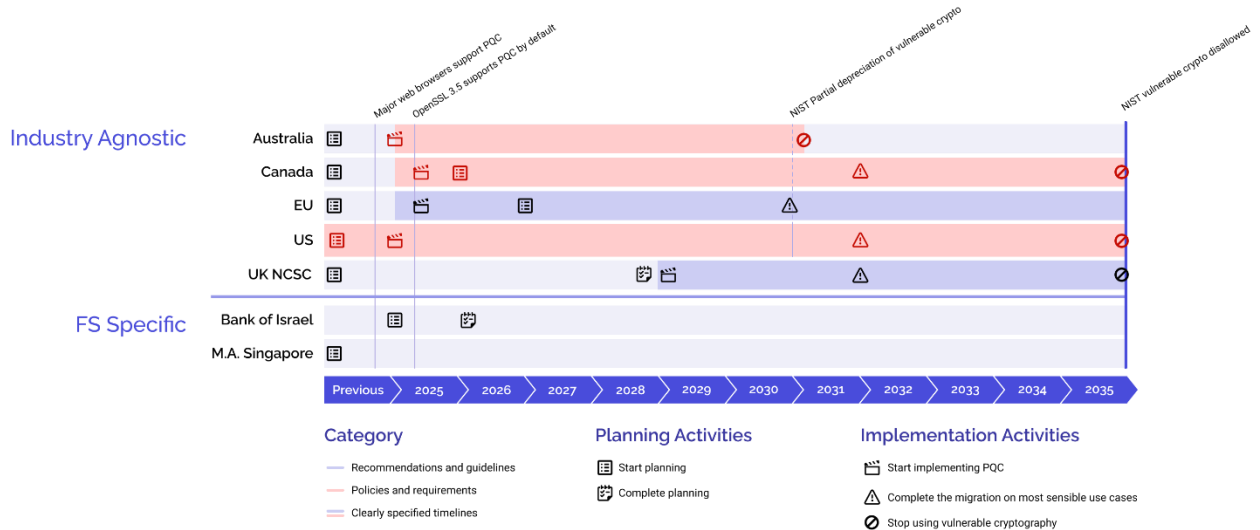 Major web browsers support PQC
OpenSSL 3.5 supports PQC by default
NIST Partial depreciation of vulnerable crypto
NIST vulnerable crypto disallowed
Industry Agnostic
Australia
Canada
EU
US
UK NCSC
FS Specific
Bank of Israel
M.A. Singapore
Previous 2025 2026 2027 2028 2029 2030 2031 2032 2033 2034 2035
Category
Recommendations and guidelines
Policies and requirements
Clearly specified timelines
Planning Activities
Start planning
Complete planning
Implementation Activities
Start implementing PQC
Complete the migration on most sensible use cases
Stop using vulnerable cryptography